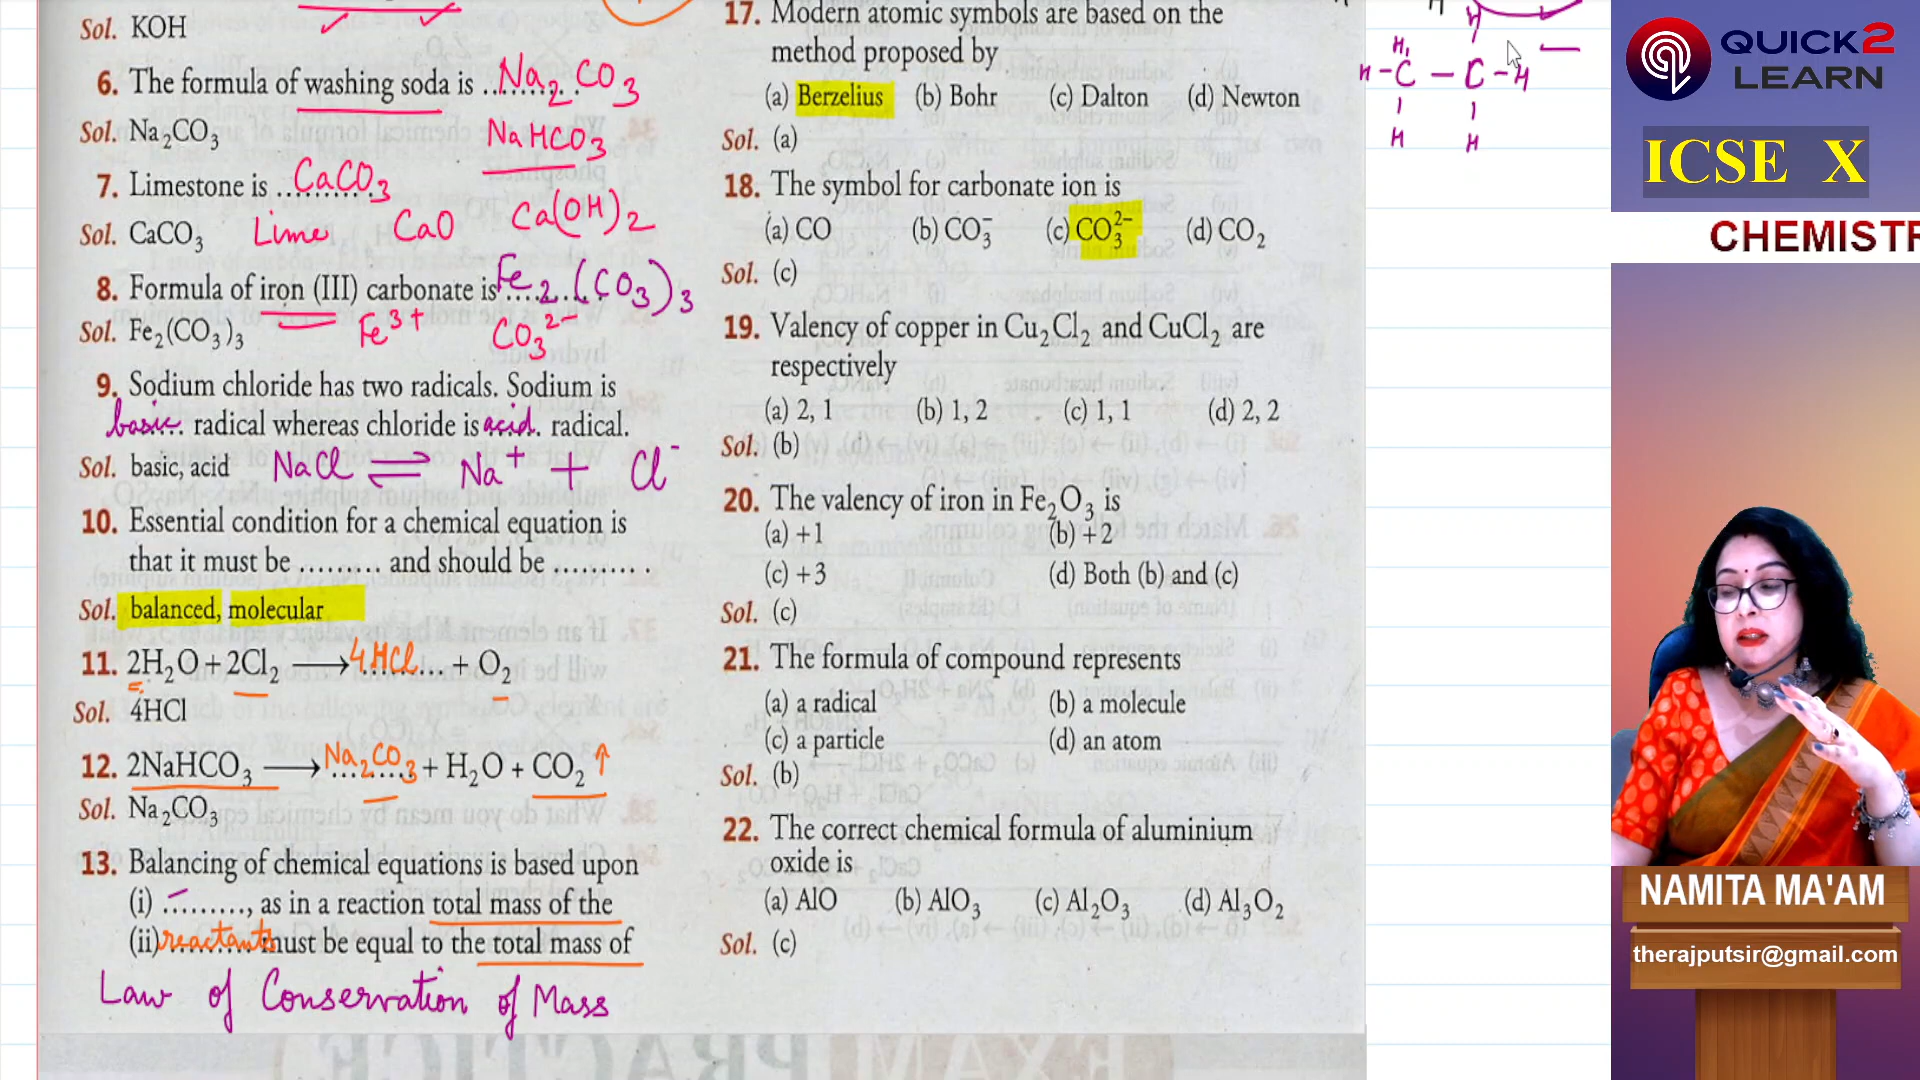 Sol. KOH
6. The formula of washing soda is .......... Na2CO3
Sol. Na2CO3 NaHCO3
7. Limestone is .......... CaCO3
Sol. CaCO3 Lime CaO Ca(OH)2
8. Formula of iron (III) carbonate is .......... Fe2(CO3)3
Sol. Fe2(CO3)3 Fe3+ CO3 2−
9. Sodium chloride has two radicals. Sodium is
basic .... radical whereas chloride is acid .... radical.
Sol. basic, acid NaCl ⇌ Na+ + Cl-
10. Essential condition for a chemical equation is
that it must be ......... and should be ......... .
Sol. balanced, molecular
11. 2H2O + 2Cl2 ⟶ 4HCl .... + O2
Sol. 4HCl
12. 2NaHCO3 ⟶ Na2CO3 + H2O + CO2 ↑
Sol. Na2CO3
13. Balancing of chemical equations is based upon
(i) ........., as in a reaction total mass of the
(ii) reactants must be equal to the total mass of
Law of Conservation of Mass
17. Modern atomic symbols are based on the
method proposed by
(a) Berzelius (b) Bohr (c) Dalton (d) Newton
Sol. (a)
18. The symbol for carbonate ion is
(a) CO (b) CO3− (c) CO3 2− (d) CO2
Sol. (c)
19. Valency of copper in Cu2Cl2 and CuCl2 are
respectively
(a) 2, 1 (b) 1, 2 (c) 1, 1 (d) 2, 2
Sol. (b)
20. The valency of iron in Fe2O3 is
(a) +1 (b) +2
(c) +3 (d) Both (b) and (c)
Sol. (c)
21. The formula of compound represents
(a) a radical (b) a molecule
(c) a particle (d) an atom
Sol. (b)
22. The correct chemical formula of aluminium
oxide is
(a) AlO (b) AlO3 (c) Al2O3 (d) Al3O2
Sol. (c)
H H
H - C - C - H
H H
QUICK2
LEARN
ICSE X
CHEMISTR
NAMITA MA'AM
therajputsir@gmail.com